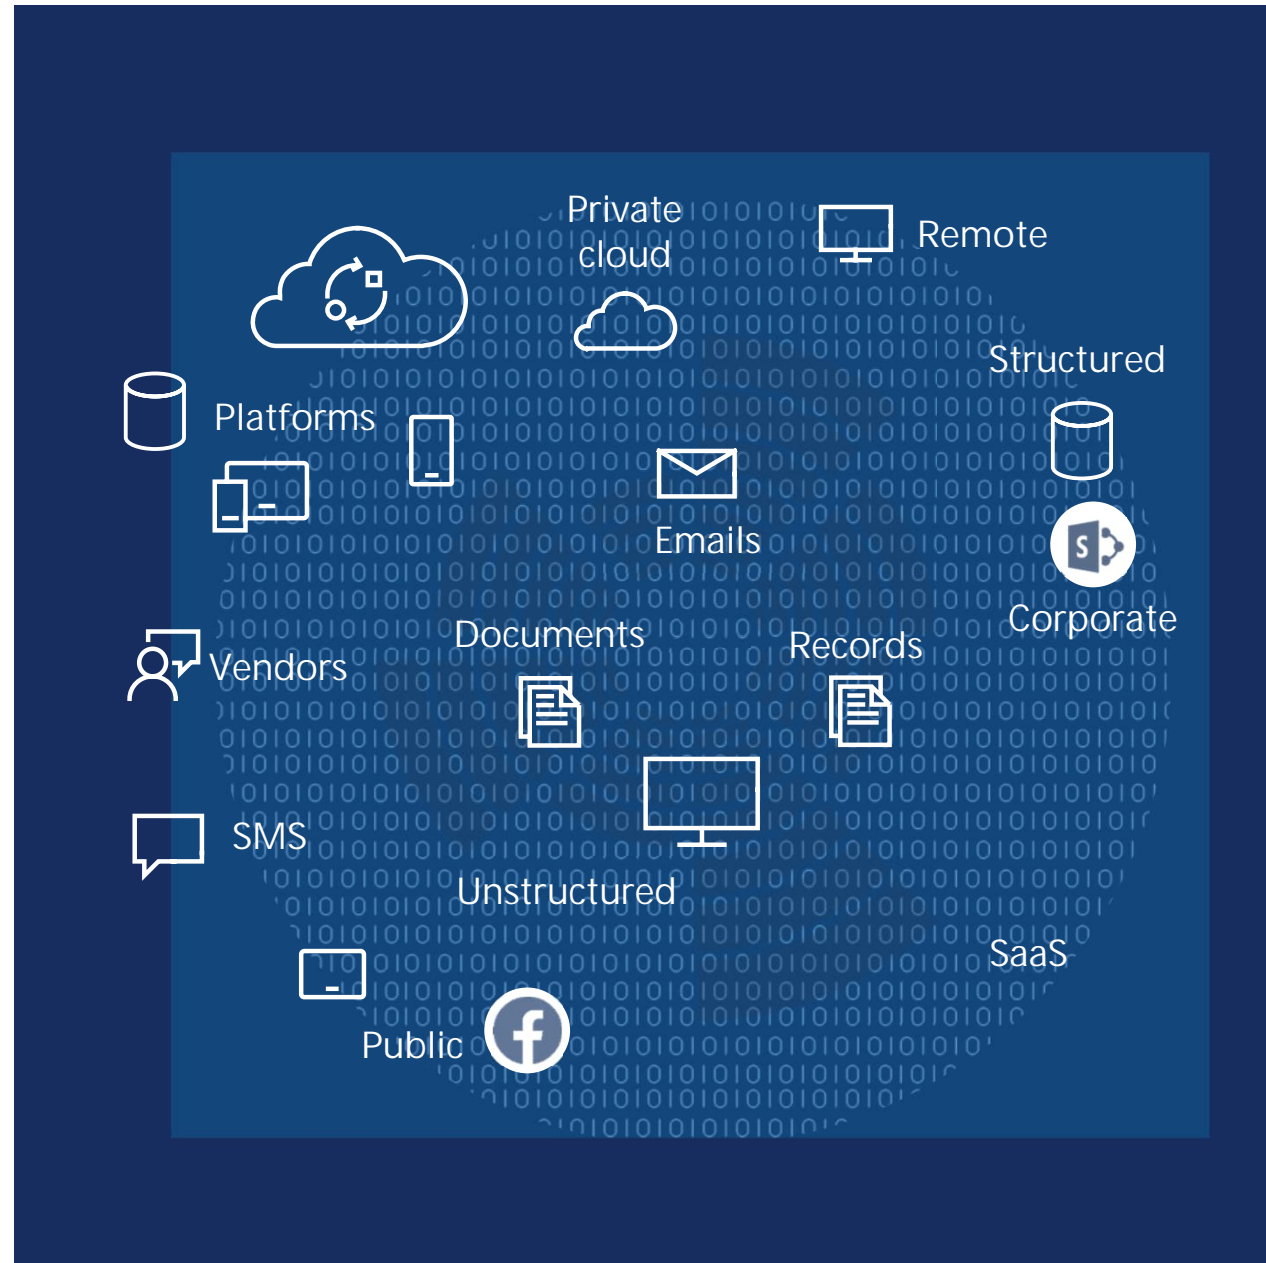 Private
cloud
Remote
Structured
Platforms
Emails
Corporate
Documents
Records
Vendors
SMS
Unstructured
SaaS
Public